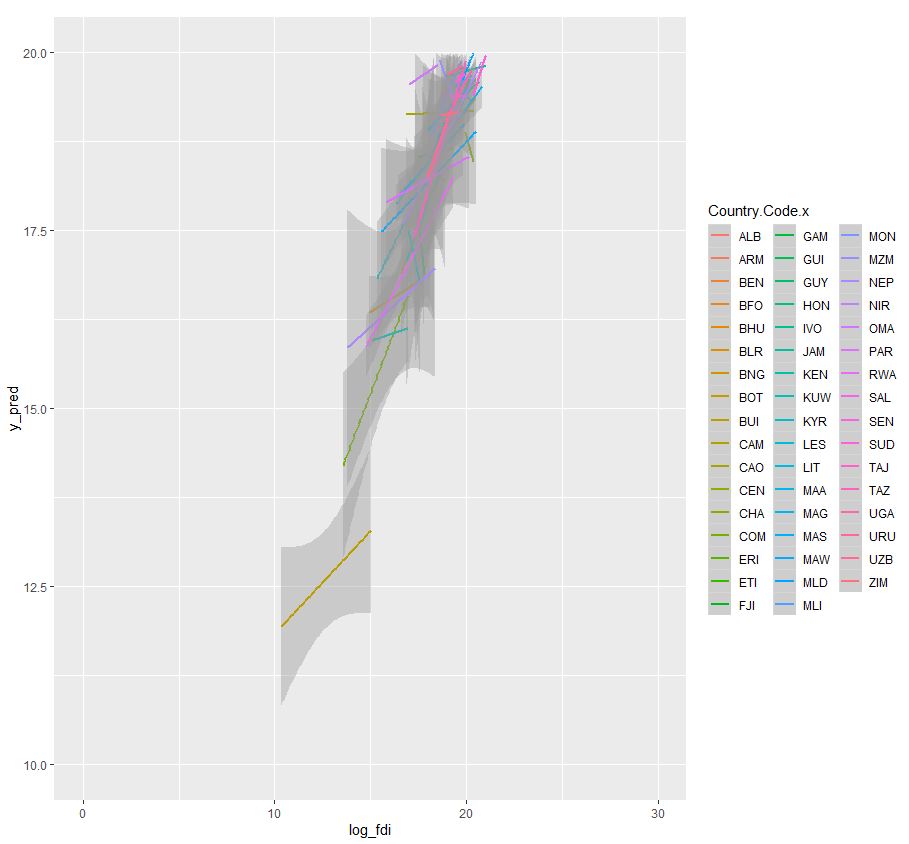 20.0
17.5
15.0
12.5
10.0
y_pred
0 10 20 30
log_fdi
Country.Code.x
ALB GAM MON
ARM GUI MZM
BEN GUY NEP
BFO HON NIR
BHU IVO OMA
BLR JAM PAR
BNG KEN RWA
BOT KUW SAL
BUI KYR SEN
CAM LES SUD
CAO LIT TAJ
CEN MAA TAZ
CHA MAG UGA
COM MAS URU
ERI MAW UZB
ETI MLD ZIM
FJI MLI